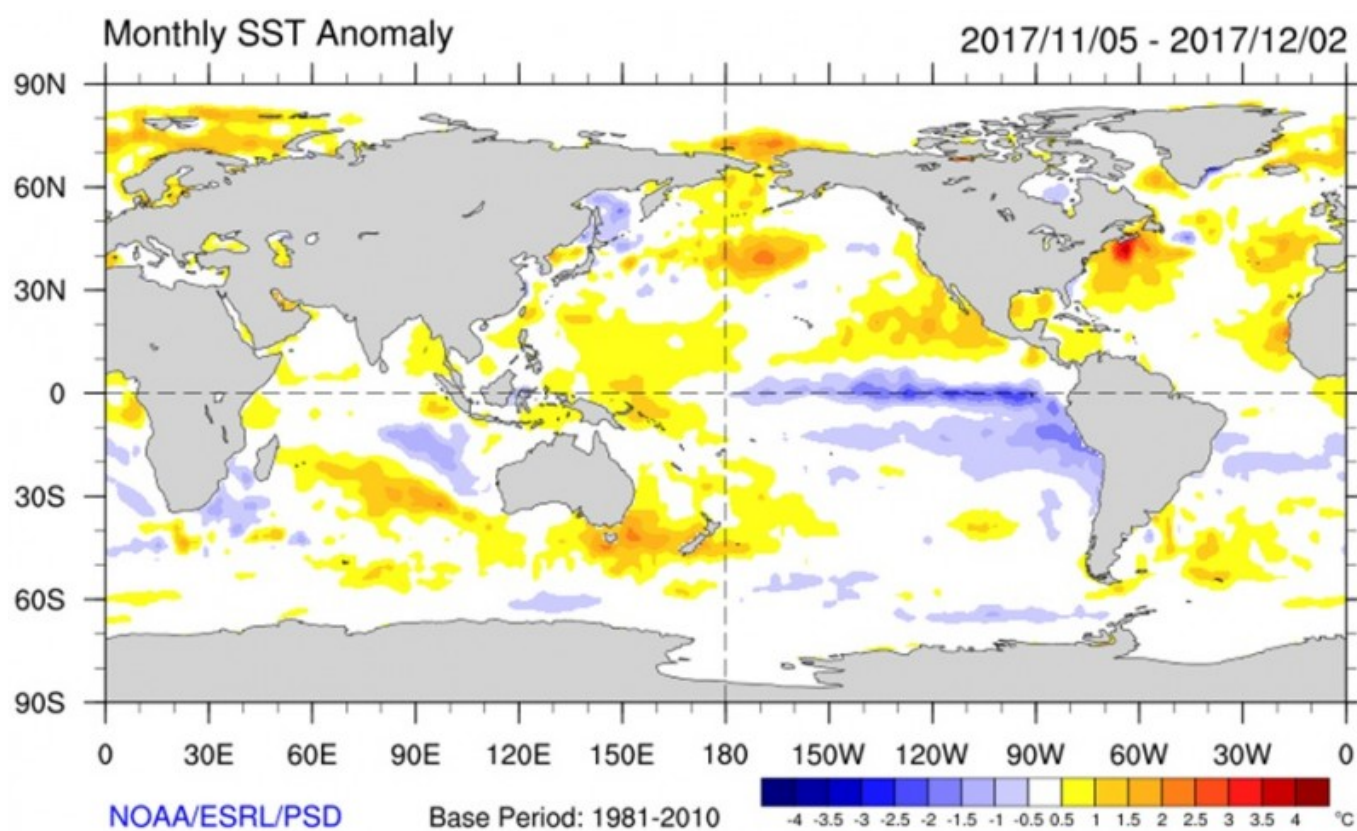 Monthly SST Anomaly 2017/11/05 - 2017/12/02
90N
60N
30N
0
30S
60S
90S
0 30E 60E 90E 120E 150E 180 150W 120W 90W 60W 30W 0
NOAA/ESRL/PSD Base Period: 1981-2010
-4 -3.5 -3 -2.5 -2 -1.5 -1 -0.5 0.5 1 1.5 2 2.5 3 3.5 4 °C